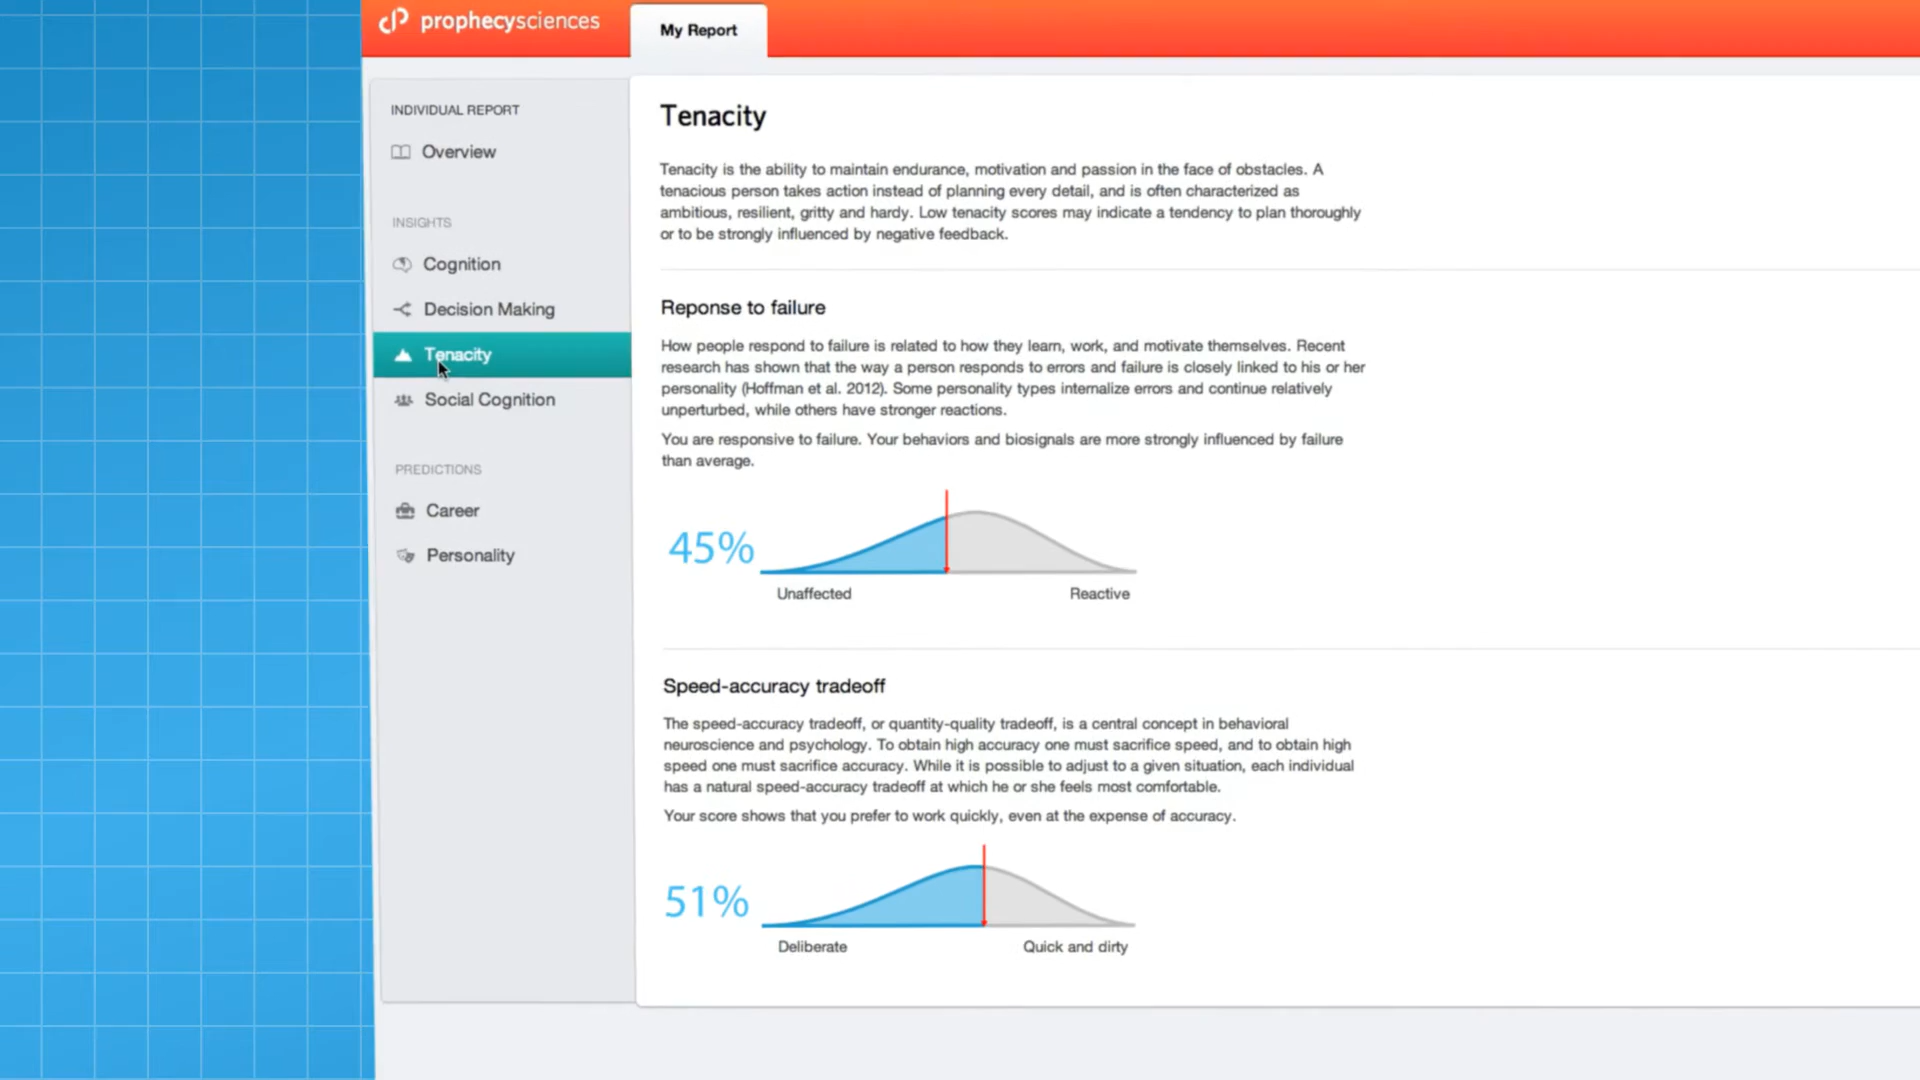 prophecysciences
My Report
INDIVIDUAL REPORT
Overview
INSIGHTS
Cognition
Decision Making
Tenacity
Social Cognition
PREDICTIONS
Career
Personality
Tenacity
Tenacity is the ability to maintain endurance, motivation and passion in the face of obstacles. A
tenacious person takes action instead of planning every detail, and is often characterized as
ambitious, resilient, gritty and hardy. Low tenacity scores may indicate a tendency to plan thoroughly
or to be strongly influenced by negative feedback.
Reponse to failure
How people respond to failure is related to how they learn, work, and motivate themselves. Recent
research has shown that the way a person responds to errors and failure is closely linked to his or her
personality (Hoffman et al. 2012). Some personality types internalize errors and continue relatively
unperturbed, while others have stronger reactions.
You are responsive to failure. Your behaviors and biosignals are more strongly influenced by failure
than average.
45%
Unaffected
Reactive
Speed-accuracy tradeoff
The speed-accuracy tradeoff, or quantity-quality tradeoff, is a central concept in behavioral
neuroscience and psychology. To obtain high accuracy one must sacrifice speed, and to obtain high
speed one must sacrifice accuracy. While it is possible to adjust to a given situation, each individual
has a natural speed-accuracy tradeoff at which he or she feels most comfortable.
Your score shows that you prefer to work quickly, even at the expense of accuracy.
51%
Deliberate
Quick and dirty